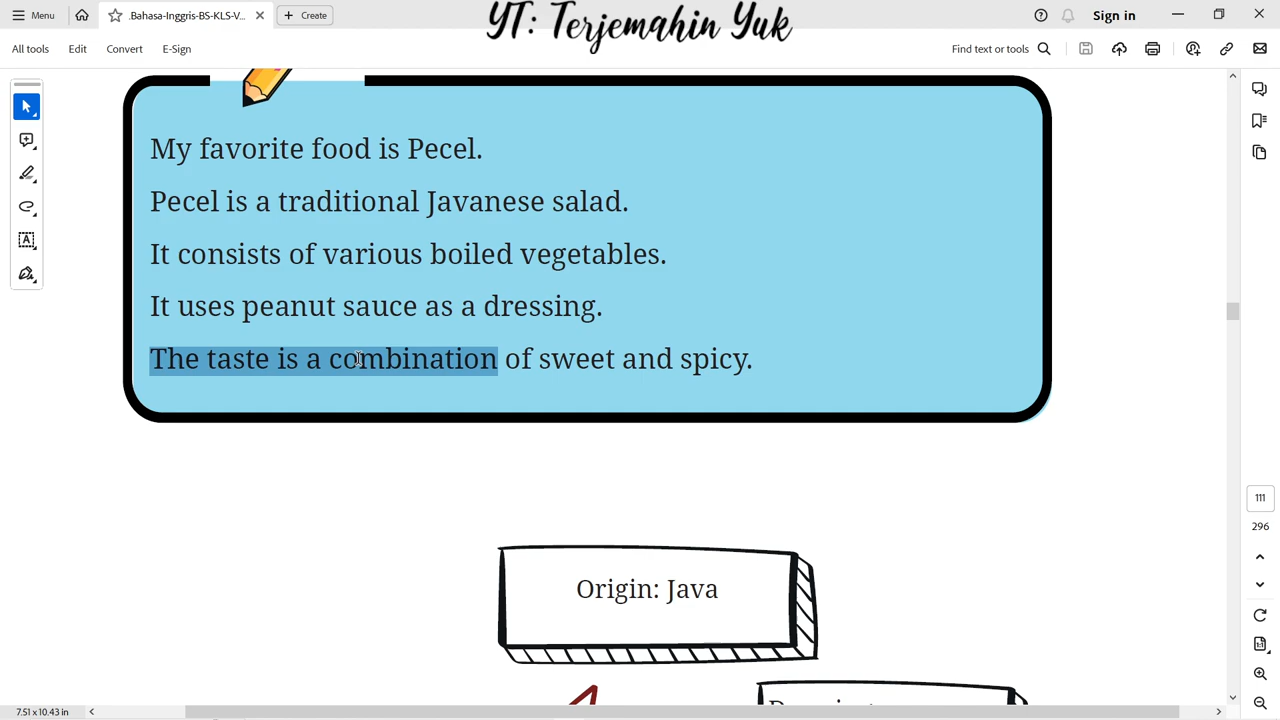 YT: Terjemahin Yuk
Menu
.Bahasa-Inggris-BS-KLS-V...
Create
Sign in
All tools
Edit
Convert
E-Sign
Find text or tools
My favorite food is Pecel.
Pecel is a traditional Javanese salad.
It consists of various boiled vegetables.
It uses peanut sauce as a dressing.
The taste is a combination of sweet and spicy.
Origin: Java
111
296
7.51 x 10.43 in